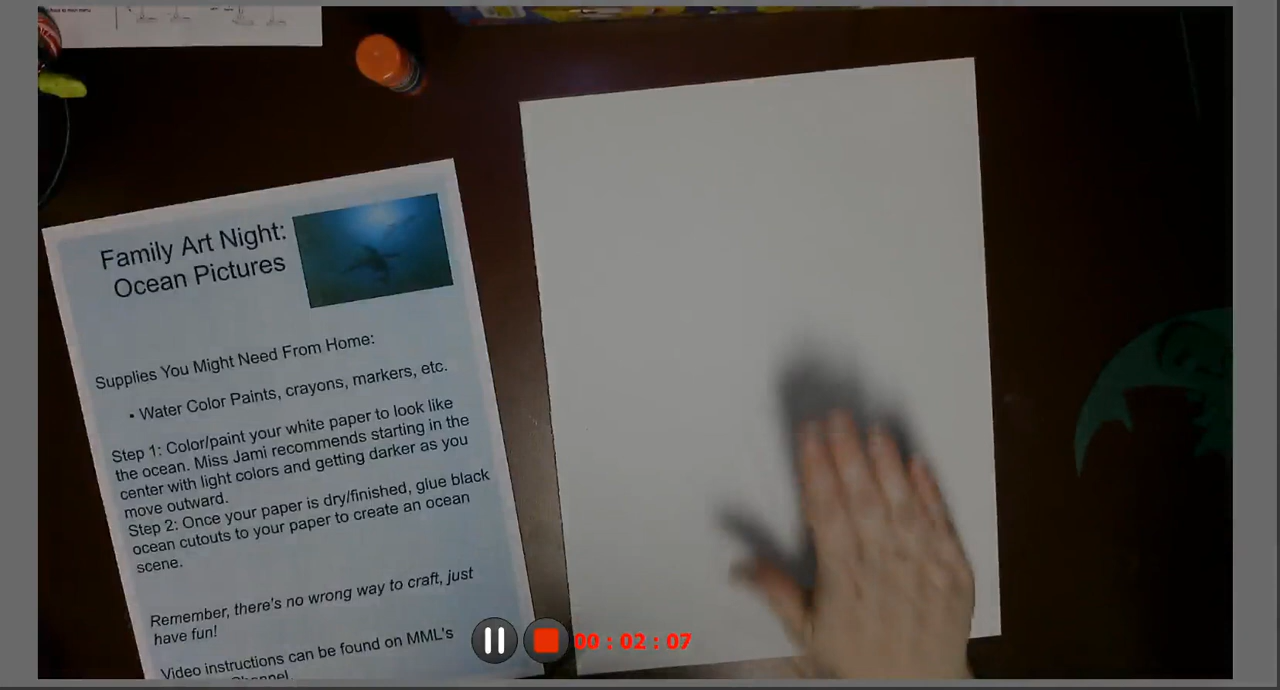 Family Art Night:
Ocean Pictures
Supplies You Might Need From Home:
• Water Color Paints, crayons, markers, etc.
Step 1: Color/paint your white paper to look like
the ocean. Miss Jami recommends starting in the
center with light colors and getting darker as you
move outward.
Step 2: Once your paper is dry/finished, glue black
ocean cutouts to your paper to create an ocean
scene.
Remember, there's no wrong way to craft, just
have fun!
Video instructions can be found on MML's
00 : 02 : 07